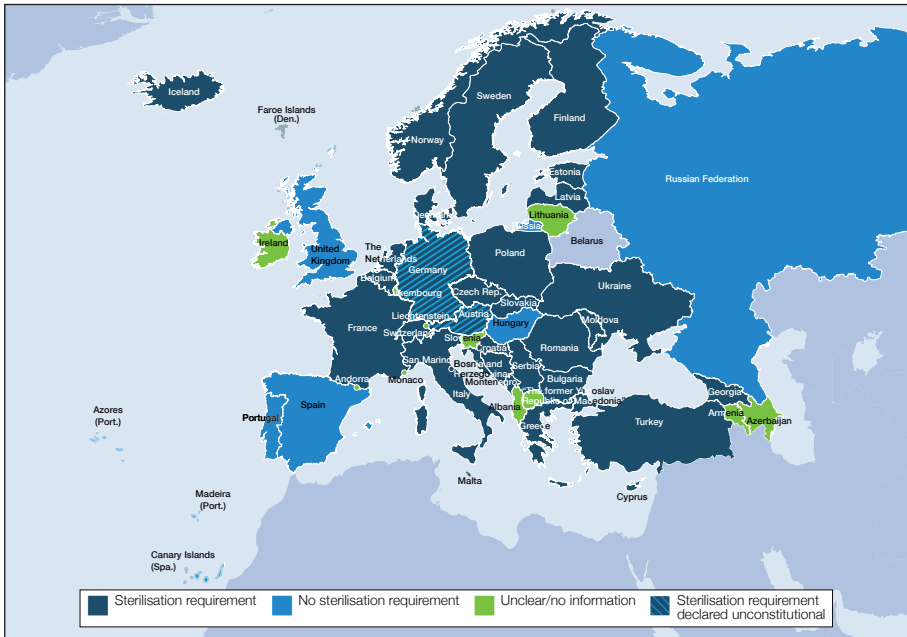 Iceland
Faroe Islands
(Den.)
Sweden
Finland
Norway
Russian Federation
Estonia
Latvia
Lithuania
Russia
Ireland
United
Kingdom
Denmark
Belarus
The
Netherlands
Belgium
Germany
Poland
Luxembourg
Czech Rep.
Ukraine
Slovakia
Liechtenstein
Austria
France
Switzerland
Hungary
Moldova
Slovenia
Croatia
Romania
San Marino
Serbia
Andorra
Monaco
Italy
Bulgaria
Georgia
Albania
Armenia
Azerbaijan
Portugal
Spain
Greece
Turkey
Azores
(Port.)
Malta
Cyprus
Madeira
(Port.)
Canary Islands
(Spa.)
Sterilisation requirement
No sterilisation requirement
Unclear/no information
Sterilisation requirement
declared unconstitutional